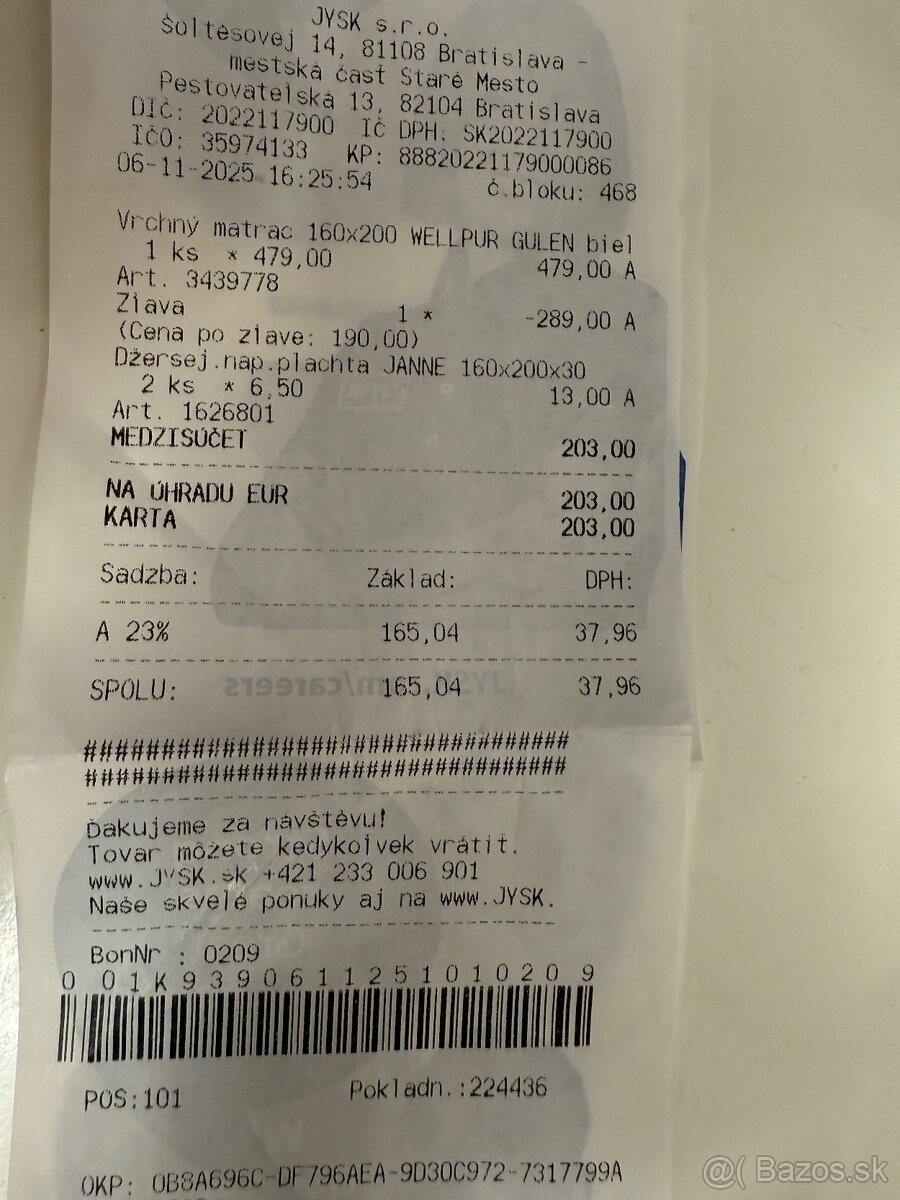 JYSK s.r.o.
Šoltésovej 14, 81108 Bratislava -
mestská časť Staré Mesto
Pestovateľská 13, 82104 Bratislava
DIČ: 2022117900 IČ DPH: SK2022117900
IČO: 35974133 KP: 88820221179000086
06-11-2025 16:25:54 č.bloku: 468
Vrchný matrac 160x200 WELLPUR GULEN biel
1 ks * 479,00 479,00 A
Art. 3439778
Zľava 1 * -289,00 A
(Cena po zľave: 190,00)
Džersej.nap.plachta JANNE 160x200x30
2 ks * 6,50 13,00 A
Art. 1626801
MEDZISÚČET 203,00
NA ÚHRADU EUR 203,00
KARTA 203,00
Sadzba: Základ: DPH:
A 23% 165,04 37,96
SPOLU: 165,04 37,96
################################
################################
Ďakujeme za návštěvu!
Tovar môžete kedykoľvek vrátiť.
www.JYSK.sk +421 233 006 901
Naše skvelé ponuky aj na www.JYSK.
BonNr : 0209
0 01K93906112510102 0 9
POS:101 Pokladn.:224436
OKP: 0B8A696C-DF796AEA-9D30C972-7317799A
@( Bazos.sk